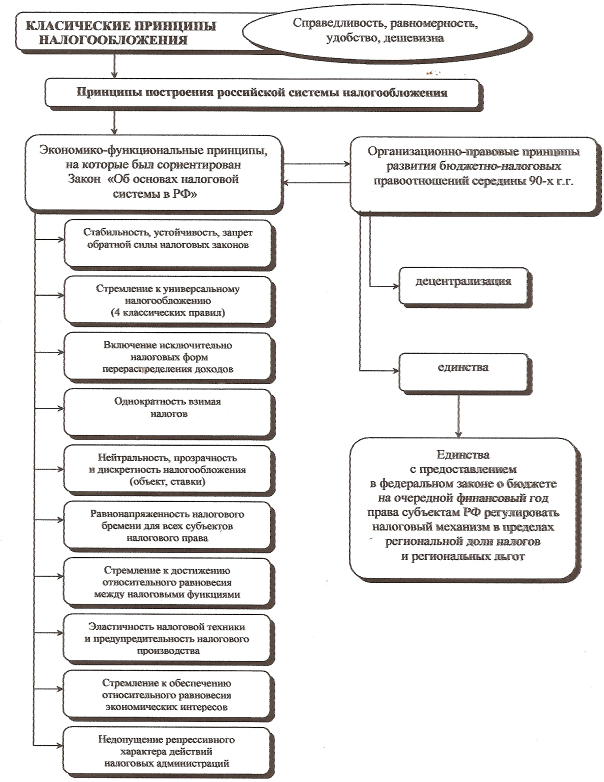 КЛАСИЧЕСКИЕ ПРИНЦИПЫ
НАЛОГООБЛОЖЕНИЯ
Справедливость, равномерность,
удобство, дешевизна
Принципы построения российской системы налогообложения
Экономико-функциональные принципы,
на которые был сориентирован
Закон «Об основах налоговой
системы в РФ»
Организационно-правовые принципы
развития бюджетно-налоговых
правоотношений середины 90-х г.г.
Стабильность, устойчивость, запрет
обратной силы налоговых законов
Стремление к универсальному
налогообложению
(4 классических правил)
Включение исключительно
налоговых форм
перераспределения доходов
Однократность взимая
налогов
Нейтральность, прозрачность
и дискретность налогообложения
(объект, ставки)
Равнонапряженность налогового
бремени для всех субъектов
налогового права
Стремление к достижению
относительного равновесия
между налоговыми функциями
Эластичность налоговой техники
и предупредительность налогового
производства
Стремление к обеспечению
относительного равновесия
экономических интересов
Недопущение репрессивного
характера действий
налоговых администраций
децентрализация
единства
Единства
с предоставлением
в федеральном законе о бюджете
на очередной финансовый год
права субъектам РФ регулировать
налоговый механизм в пределах
региональной доли налогов
и региональных льгот